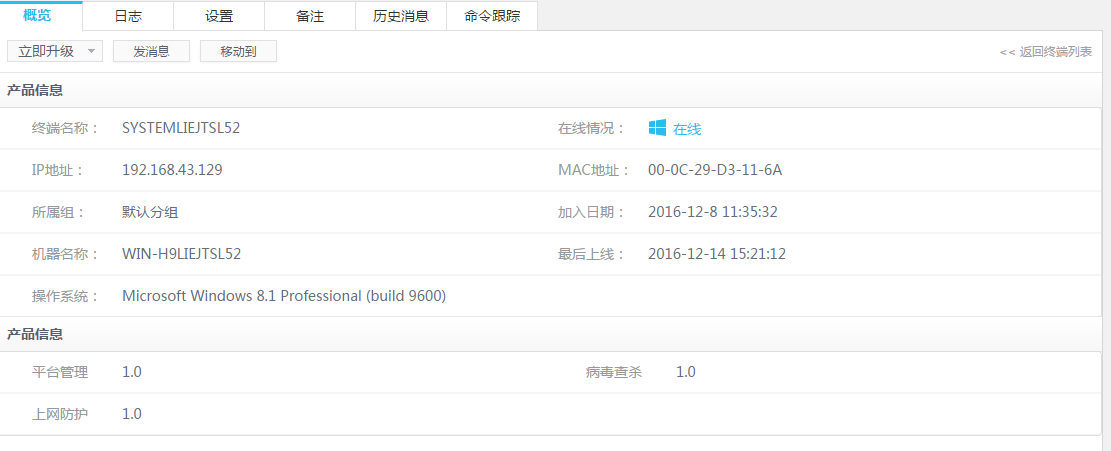 概览 日志 设置 备注 历史消息 命令跟踪
立即升级 发消息 移动到 << 返回终端列表
产品信息
终端名称： SYSTEMLIEJTSL52 在线情况： 在线
IP地址： 192.168.43.129 MAC地址： 00-0C-29-D3-11-6A
所属组： 默认分组 加入日期： 2016-12-8 11:35:32
机器名称： WIN-H9LIEJTSL52 最后上线： 2016-12-14 15:21:12
操作系统： Microsoft Windows 8.1 Professional (build 9600)
产品信息
平台管理 1.0 病毒查杀 1.0
上网防护 1.0